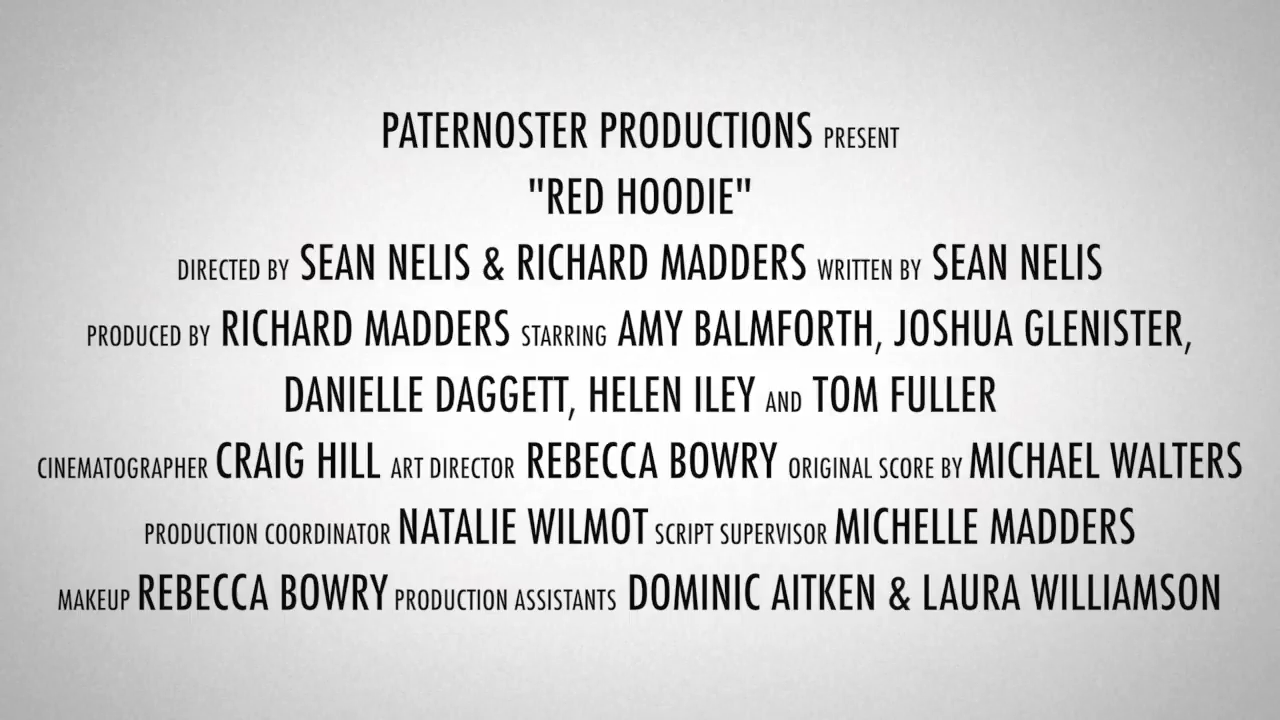 PATERNOSTER PRODUCTIONS PRESENT
"RED HOODIE"
DIRECTED BY SEAN NELIS & RICHARD MADDERS WRITTEN BY SEAN NELIS
PRODUCED BY RICHARD MADDERS STARRING AMY BALMFORTH, JOSHUA GLENISTER,
DANIELLE DAGGETT, HELEN ILEY AND TOM FULLER
CINEMATOGRAPHER CRAIG HILL ART DIRECTOR REBECCA BOWRY ORIGINAL SCORE BY MICHAEL WALTERS
PRODUCTION COORDINATOR NATALIE WILMOT SCRIPT SUPERVISOR MICHELLE MADDERS
MAKEUP REBECCA BOWRY PRODUCTION ASSISTANTS DOMINIC AITKEN & LAURA WILLIAMSON